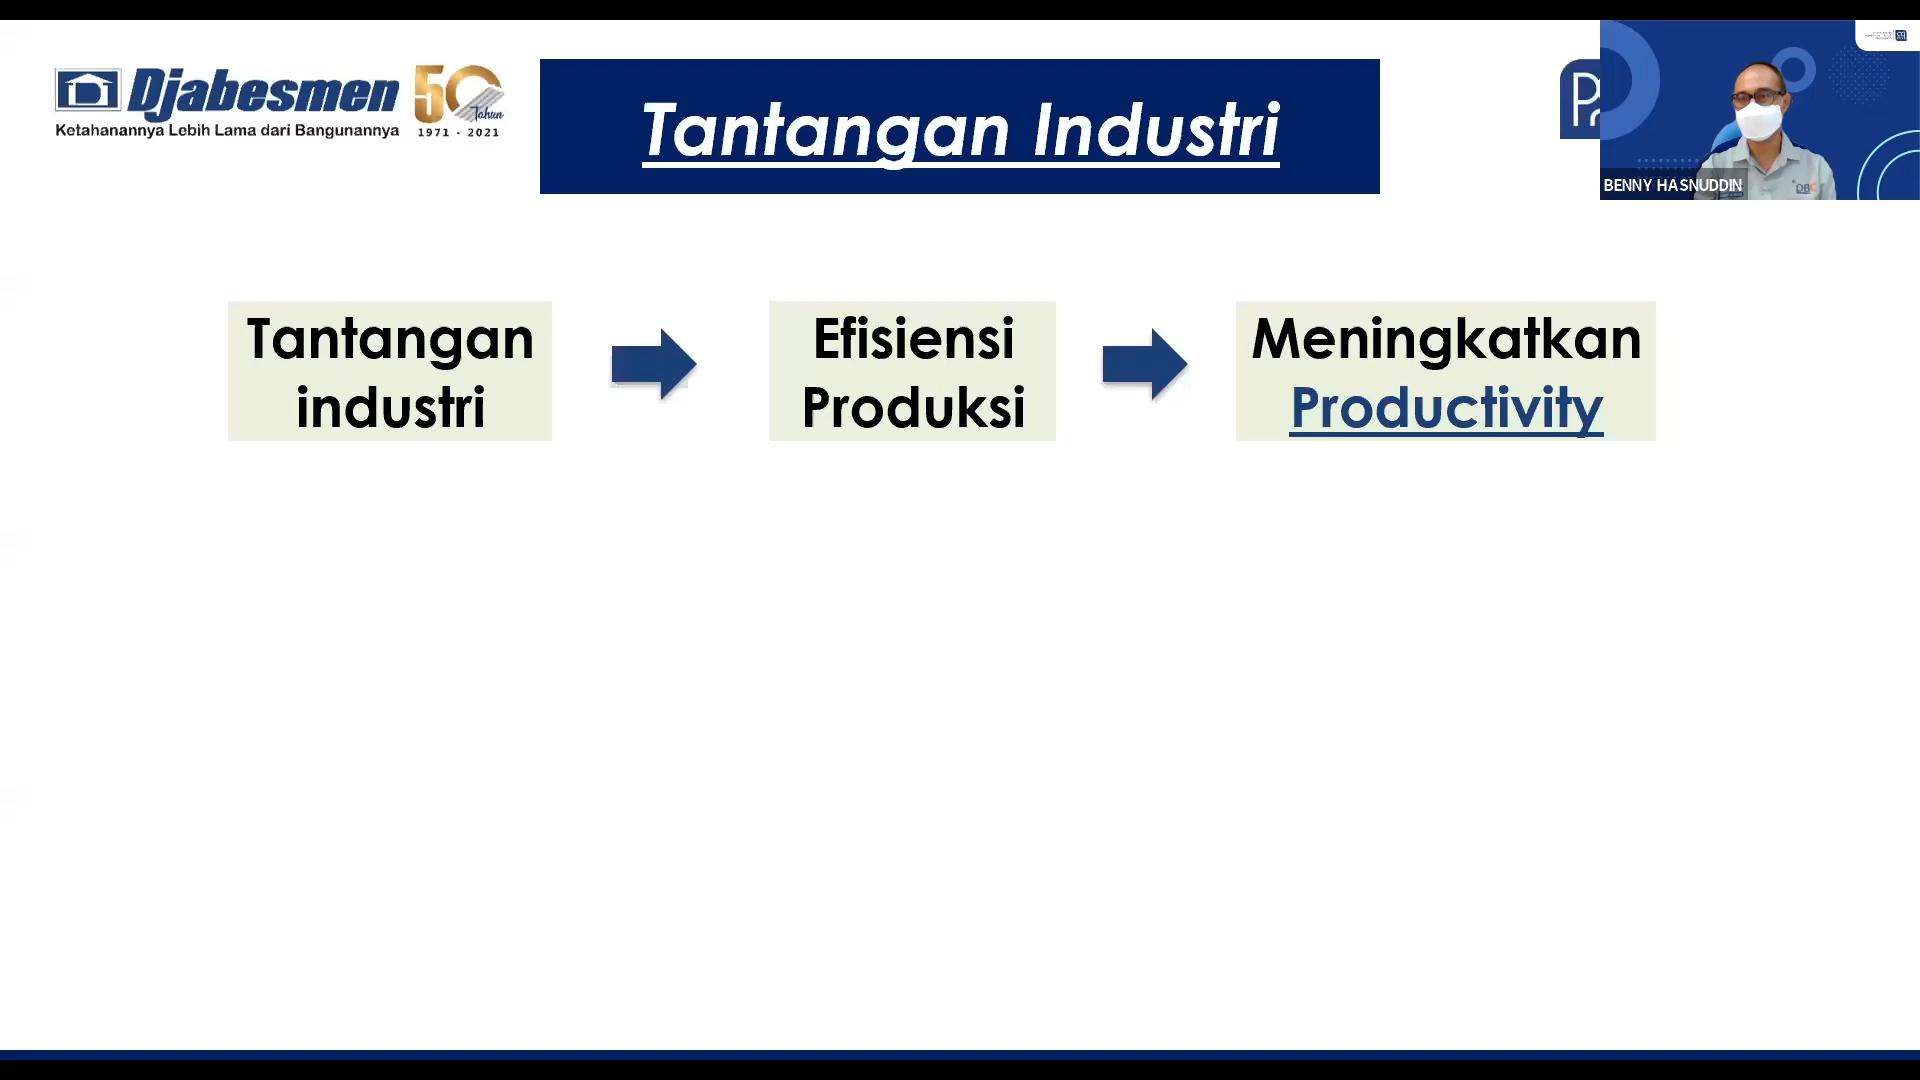 Djabesmen
Ketahanannya Lebih Lama dari Bangunannya
50
Tahun
1971 - 2021
Tantangan Industri
BENNY HASNUDDIN
Tantangan
industri
Efisiensi
Produksi
Meningkatkan
Productivity